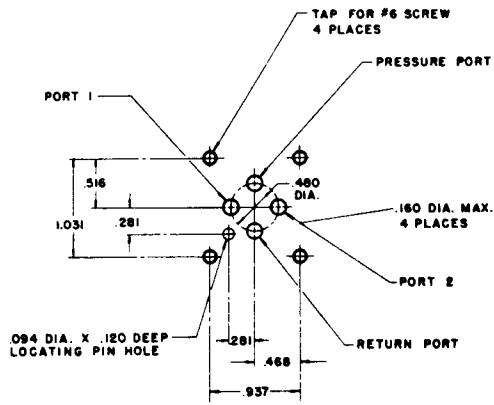 TAP FOR #6 SCREW
4 PLACES
PRESSURE PORT
PORT 1
.480
DIA.
.516
1.031
.281
.160 DIA. MAX.
4 PLACES
PORT 2
.094 DIA. X .120 DEEP
LOCATING PIN HOLE
.281
.468
RETURN PORT
.937